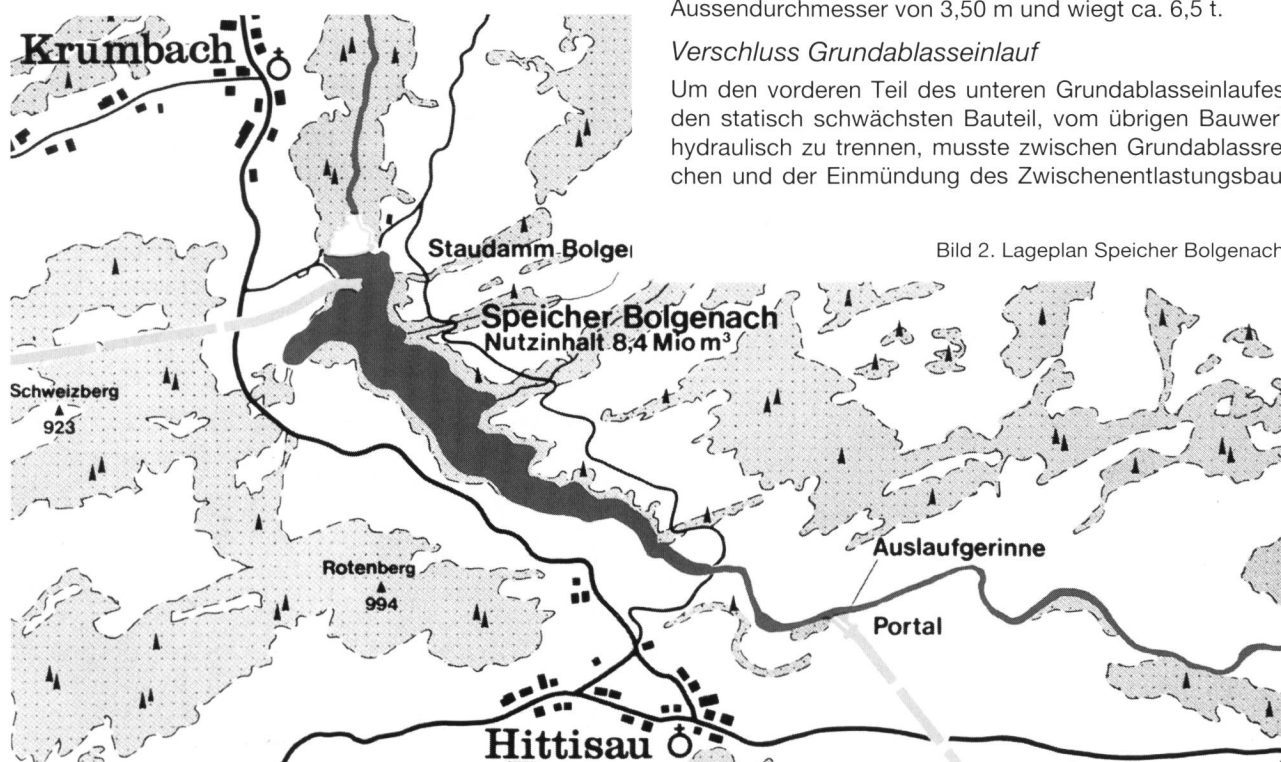 Aussendurchmesser von 3,50 m und wiegt ca. 6,5 t.
Verschluss Grundablasseinlauf
Um den vorderen Teil des unteren Grundablasseinlaufes
den statisch schwächsten Bauteil, vom übrigen Bauwer
hydraulisch zu trennen, musste zwischen Grundablassre
chen und der Einmündung des Zwischenentlastungsbau
Bild 2. Lageplan Speicher Bolgenach
Krumbach
Staudamm Bolge
Speicher Bolgenach
Nutzinhalt 8,4 Mio m³
Schweizberg
923
Rotenberg
994
Auslaufgerinne
Portal
Hittisau